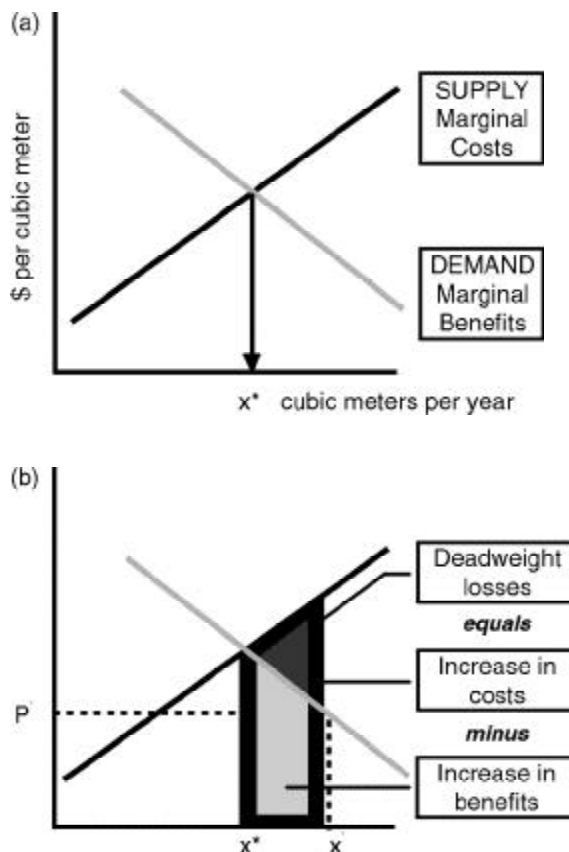 (a)
$ per cubic meter
SUPPLY
Marginal
Costs
DEMAND
Marginal
Benefits
x* cubic meters per year
(b)
Deadweight
losses
equals
Increase in
costs
P'
minus
Increase in
benefits
x* x